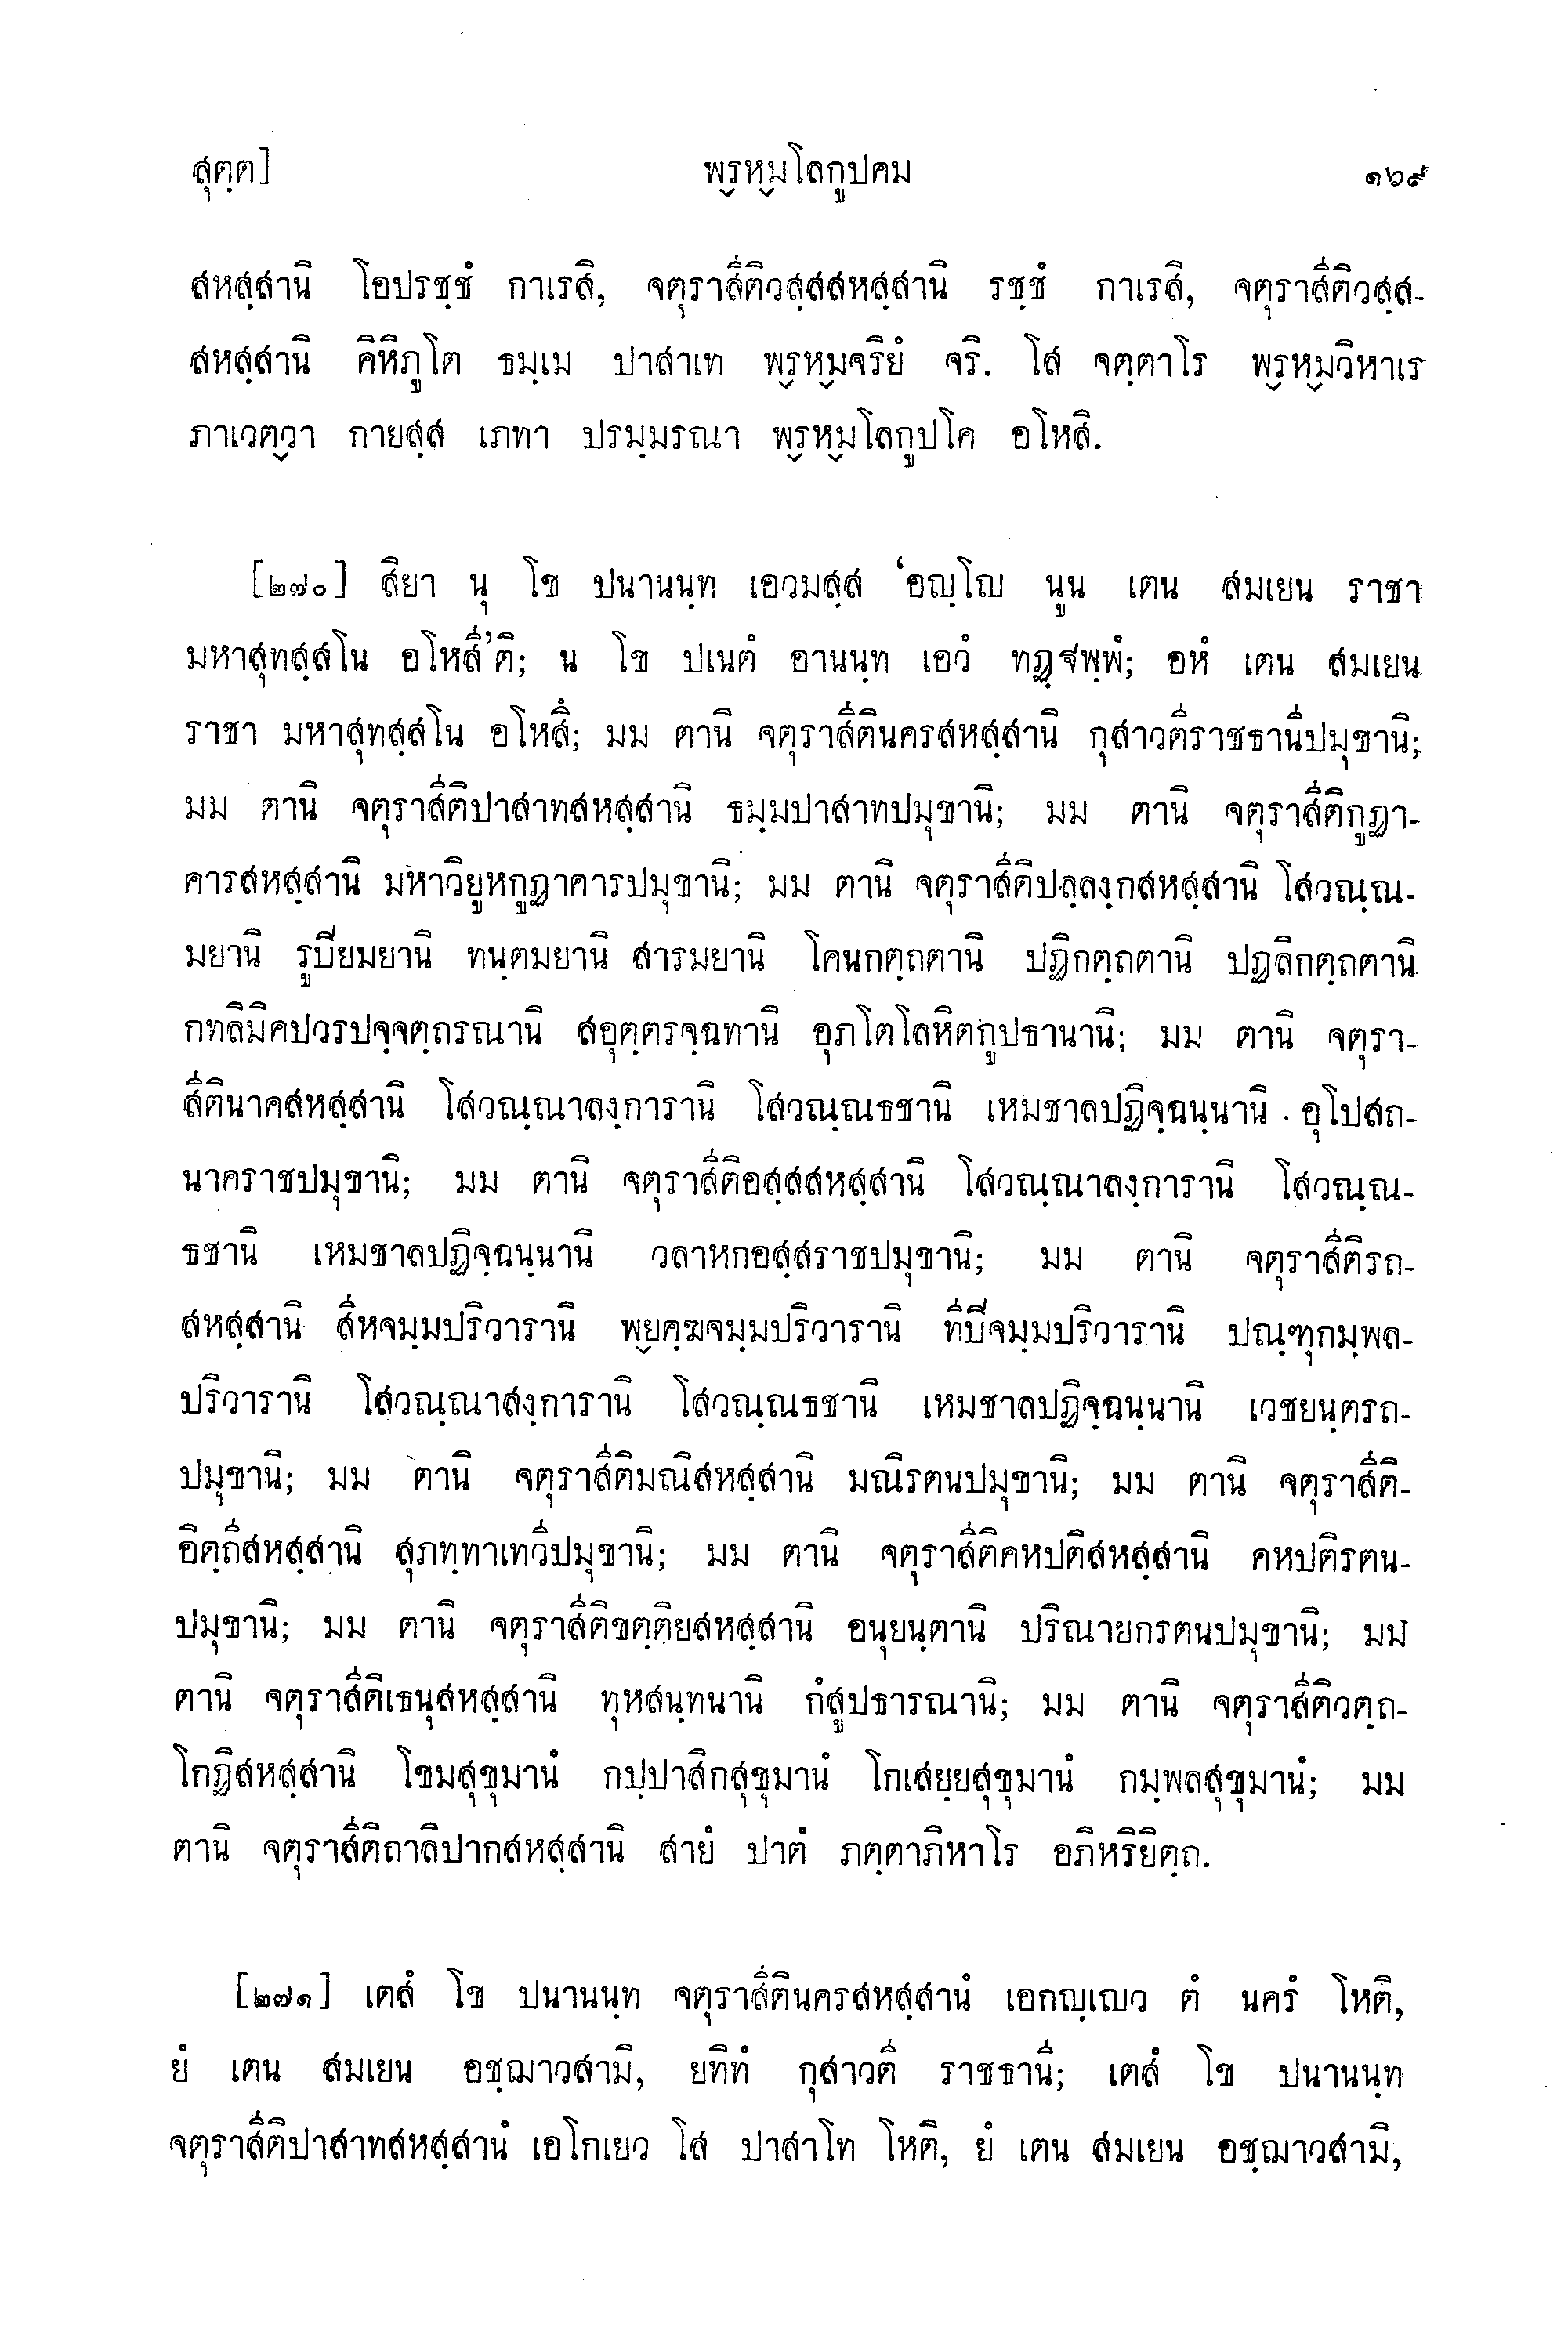 สุตฺต] พฺรหฺมโลกูปคม ๑๖๙
สหสฺสานิ โอปรชฺชํ กาเรสิ, จตุราสีติวสฺสสหสฺสานิ รชฺชํ กาเรสิ, จตุราสีติวสฺส-
สหสฺสานิ คิหีภูโต ธมฺเม ปาสาเท พฺรหฺมจริยํ จริ. โส จตฺตาโร พฺรหฺมวิหาเร
ภาเวตฺวา กายสฺส เภทา ปรมฺมรณา พฺรหฺมโลกูปโค อโหสิ.
[๒๗๐] สิยา นุ โข ปนานนฺท เอวมสฺส ‘อญฺโญ นูน เตน สมเยน ราชา
มหาสุทสฺสโน อโหสี’ติ; น โข ปเนตํ อานนฺท เอวํ ทฏฺฐพฺพํ; อหํ เตน สมเยน
ราชา มหาสุทสฺสโน อโหสึ; มม ตานิ จตุราสีตินครสหสฺสานิ กุสาวตีราชธานีปมุขานิ;
มม ตานิ จตุราสีติปาสาทสหสฺสานิ ธมฺมปาสาทปมุขานิ; มม ตานิ จตุราสีติกูฏา-
คารสหสฺสานิ มหาวิยูหกูฏาคารปมุขานิ; มม ตานิ จตุราสีติปลฺลงฺกสหสฺสานิ โสวณฺณ-
มยานิ รูปิยมยานิ ทนฺตมยานิ สารมยานิ โคนกตฺถตานิ ปฏิกตฺถตานิ ปฏลิกตฺถตานิ
กทลิมิคปวรปจฺจตฺถรณานิ สอุตฺตรจฺฉทานิ อุภโตโลหิตกูปธานานิ; มม ตานิ จตุรา-
สีตินาคสหสฺสานิ โสวณฺณาลงฺการานิ โสวณฺณธชานิ เหมชาลปฏิจฺฉนฺนานิ อุโปสถ-
นาคราชปมุขานิ; มม ตานิ จตุราสีติอสฺสสหสฺสานิ โสวณฺณาลงฺการานิ โสวณฺณ-
ธชานิ เหมชาลปฏิจฺฉนฺนานิ วลาหกอสฺสราชปมุขานิ; มม ตานิ จตุราสีติรถ-
สหสฺสานิ สีหจมฺมปริวารานิ พฺยคฺฆจมฺมปริวารานิ ทีปิจมฺมปริวารานิ ปณฺฑุกมฺพล-
ปริวารานิ โสวณฺณาลงฺการานิ โสวณฺณธชานิ เหมชาลปฏิจฺฉนฺนานิ เวชยนฺตรถ-
ปมุขานิ; มม ตานิ จตุราสีติมณิสหสฺสานิ มณิรตนปมุขานิ; มม ตานิ จตุราสีติ-
อิตฺถีสหสฺสานิ สุภทฺทาเทวีปมุขานิ; มม ตานิ จตุราสีติคหปติสหสฺสานิ คหปติรตน-
ปมุขานิ; มม ตานิ จตุราสีติขตฺติยสหสฺสานิ อนุยนฺตานิ ปริณายกรตนปมุขานิ; มม
ตานิ จตุราสีติเธนุสหสฺสานิ ทุหสนฺทนานิ กํสูปธารณานิ; มม ตานิ จตุราสีติวตฺถ-
โกฏิสหสฺสานิ โขมสุขุมานํ กปฺปาสิกสุขุมานํ โกเสยฺยสุขุมานํ กมฺพลสุขุมานํ; มม
ตานิ จตุราสีติถาลิปากสหสฺสานิ สายํ ปาตํ ภตฺตาภิหาโร อภิหริยิตฺถ.
[๒๗๑] เตสํ โข ปนานนฺท จตุราสีตินครสหสฺสานํ เอกญฺเญว ตํ นครํ โหติ,
ยํ เตน สมเยน อชฺฌาวสามิ, ยทิทํ กุสาวตี ราชธานี; เตสํ โข ปนานนฺท
จตุราสีติปาสาทสหสฺสานํ เอโกเยว โส ปาสาโท โหติ, ยํ เตน สมเยน อชฺฌาวสามิ,